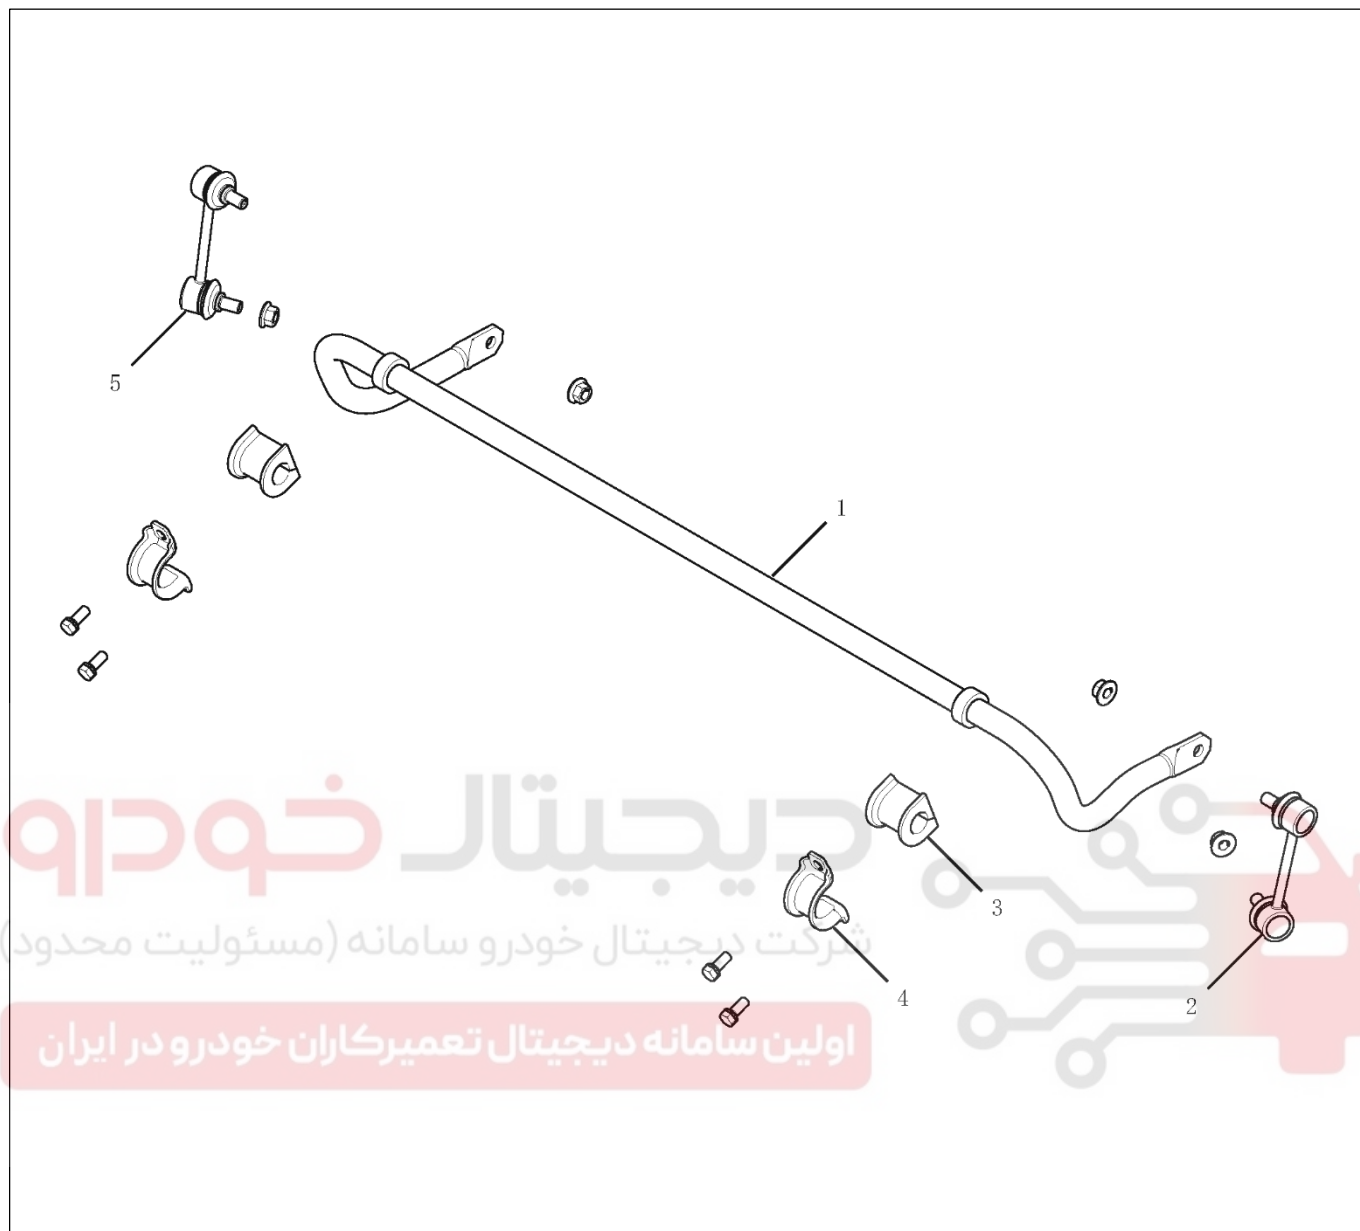 5
1
دیجیتال خودرو
3
شرکت دیجیتال خودرو سامانه (مسئولیت محدود)
4
2
اولین سامانه دیجیتال تعمیرکاران خودرو در ایران